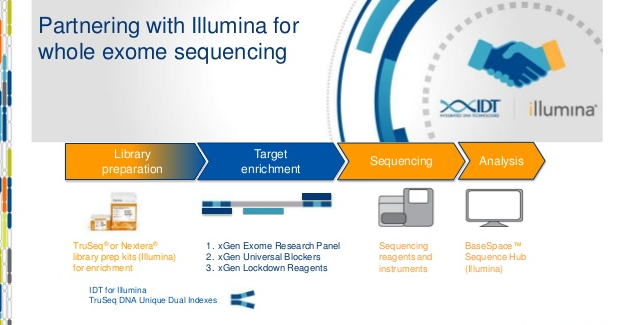 Partnering with Illumina for
whole exome sequencing
IDT
INTEGRATED DNA TECHNOLOGIES
illumina®
Library
preparation
Target
enrichment
Sequencing
Analysis
TruSeq® or Nextera®
library prep kits (Illumina)
for enrichment
1. xGen Exome Research Panel
2. xGen Universal Blockers
3. xGen Lockdown Reagents
Sequencing
reagents and
instruments
BaseSpace™
Sequence Hub
(Illumina)
IDT for Illumina
TruSeq DNA Unique Dual Indexes